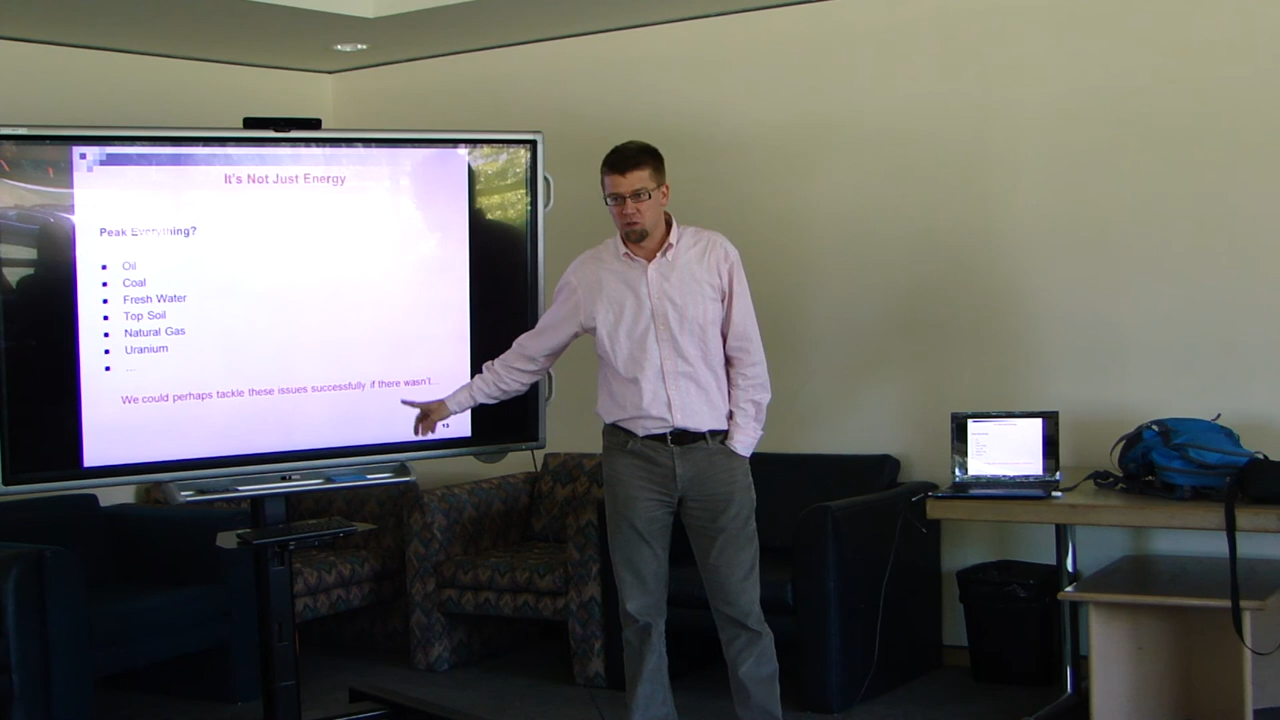 It's Not Just Energy
Peak Everything?
Oil
Coal
Fresh Water
Top Soil
Natural Gas
Uranium
...
We could perhaps tackle these issues successfully if there wasn't...
13